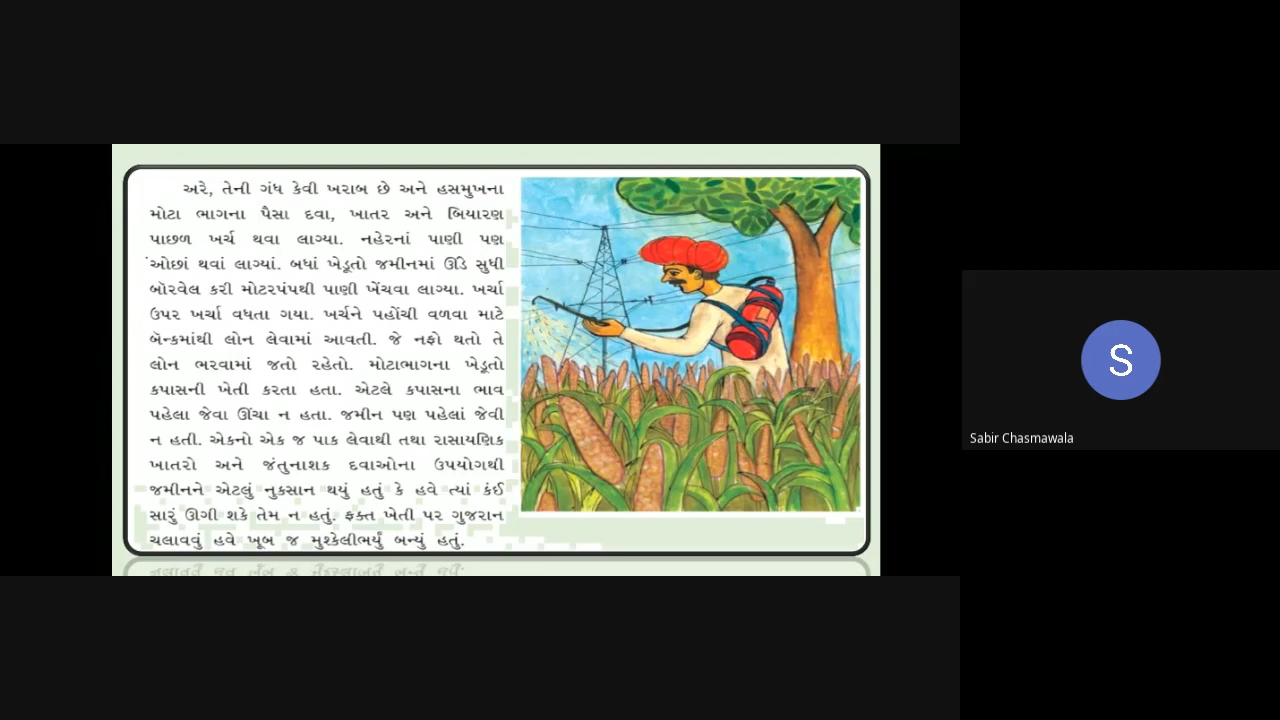 અરે, તેની ગંધ કેવી ખરાબ છે અને હસમુખના
મોટા ભાગના પૈસા દવા, ખાતર અને બિયારણ
પાછળ ખર્ચ થવા લાગ્યા. નહેરનાં પાણી પણ
ઓછાં થવાં લાગ્યાં. બધાં ખેડૂતો જમીનમાં ઊંડે સુધી
બૉરવેલ કરી મોટરપંપથી પાણી ખેંચવા લાગ્યા. ખર્ચા
ઉપર ખર્ચા વધતા ગયા. ખર્ચને પહોંચી વળવા માટે
બૅન્કમાંથી લોન લેવામાં આવતી. જે નફો થતો તે
લોન ભરવામાં જતો રહેતો. મોટાભાગના ખેડૂતો
કપાસની ખેતી કરતા હતા. એટલે કપાસના ભાવ
પહેલા જેવા ઊંચા ન હતા. જમીન પણ પહેલાં જેવી
ન હતી. એકનો એક જ પાક લેવાથી તથા રાસાયણિક
ખાતરો અને જંતુનાશક દવાઓના ઉપયોગથી
જમીનને એટલું નુકસાન થયું હતું કે હવે ત્યાં કંઈ
સારું ઊગી શકે તેમ ન હતું. ફક્ત ખેતી પર ગુજરાન
ચલાવવું હવે ખૂબ જ મુશ્કેલીભર્યું બન્યું હતું.
S
Sabir Chasmawala